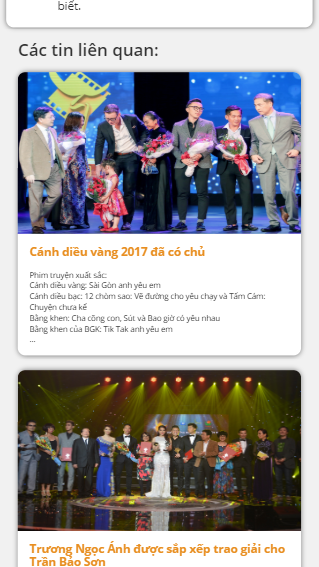 biết.
Các tin liên quan:
Cánh diều vàng 2017 đã có chủ
Phim truyện xuất sắc:
Cánh diều vàng: Sài Gòn anh yêu em
Cánh diều bạc: 12 chòm sao: Vẽ đường cho yêu chạy và Tấm Cám:
Chuyện chưa kể
Bằng khen: Cha cõng con, Sút và Bao giờ có yêu nhau
Bằng khen của BGK: Tik Tak anh yêu em
...
Trương Ngọc Ánh được sắp xếp trao giải cho
Trần Bảo Sơn